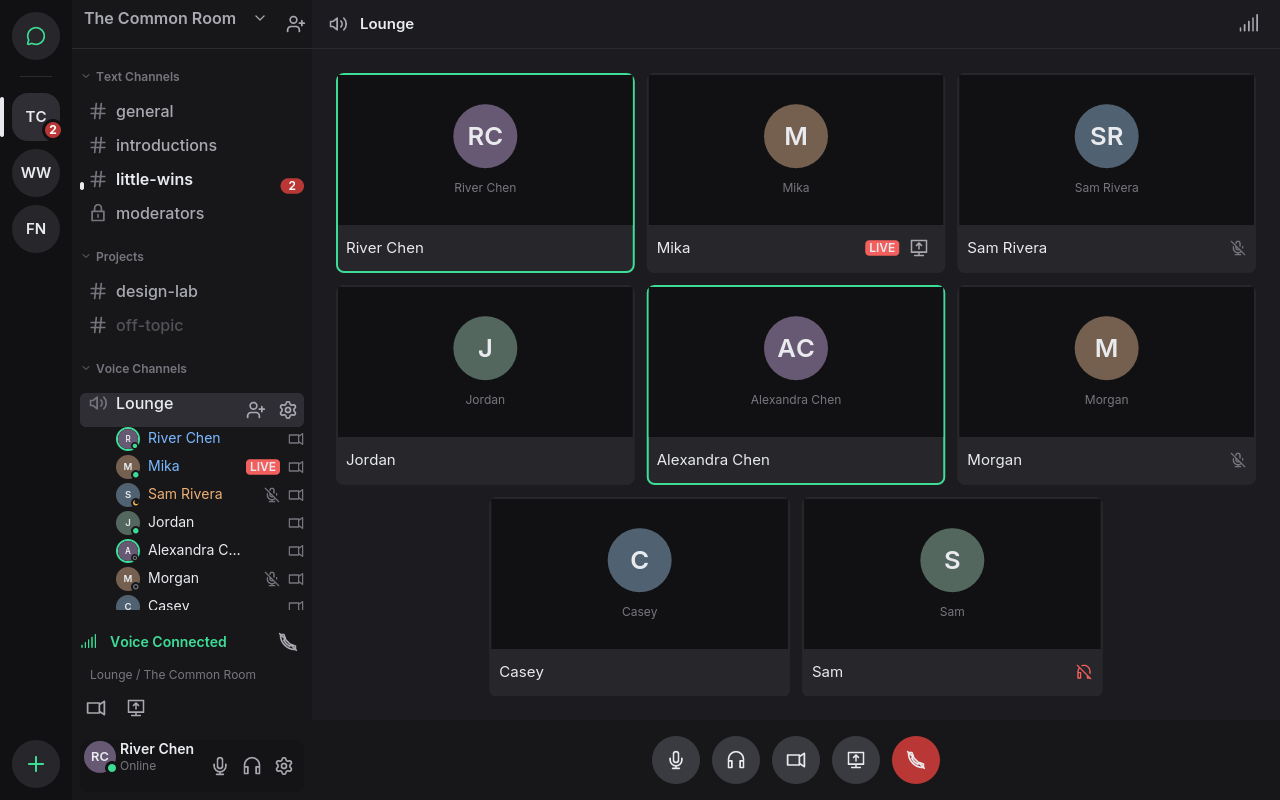 TC
2
WW
FN
The Common Room
Text Channels
general
introductions
little-wins
2
moderators
Projects
design-lab
off-topic
Voice Channels
Lounge
R
River Chen
M
Mika
LIVE
S
Sam Rivera
J
Jordan
A
Alexandra C...
M
Morgan
C
Casey
Voice Connected
Lounge / The Common Room
RC
River Chen
Online
Lounge
RC
River Chen
River Chen
M
Mika
Mika
LIVE
SR
Sam Rivera
Sam Rivera
J
Jordan
Jordan
AC
Alexandra Chen
Alexandra Chen
M
Morgan
Morgan
C
Casey
Casey
S
Sam
Sam